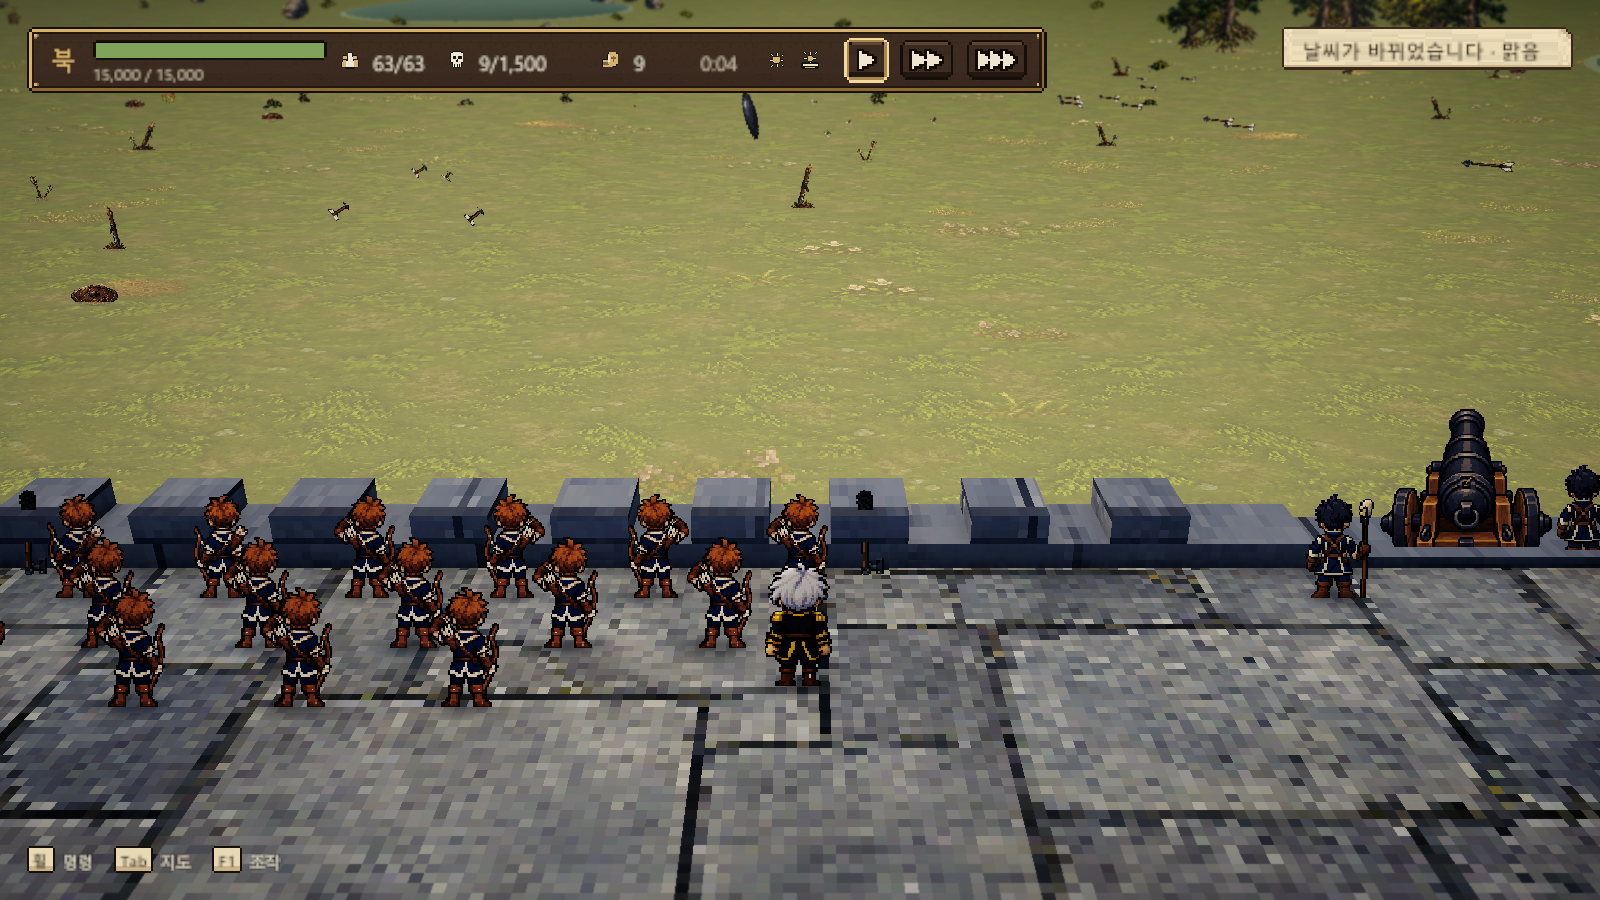 북
15,000 / 15,000
63/63
9/1,500
9
0:04
날씨가 바뀌었습니다 · 맑음
휠 명령 Tab 지도 F1 조작